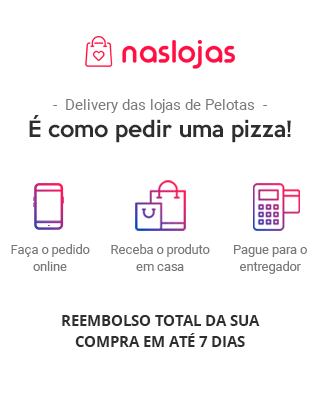 naslojas
- Delivery das lojas de Pelotas -
É como pedir uma pizza!
Faça o pedido online
Receba o produto em casa
Pague para o entregador
REEMBOLSO TOTAL DA SUA
COMPRA EM ATÉ 7 DIAS